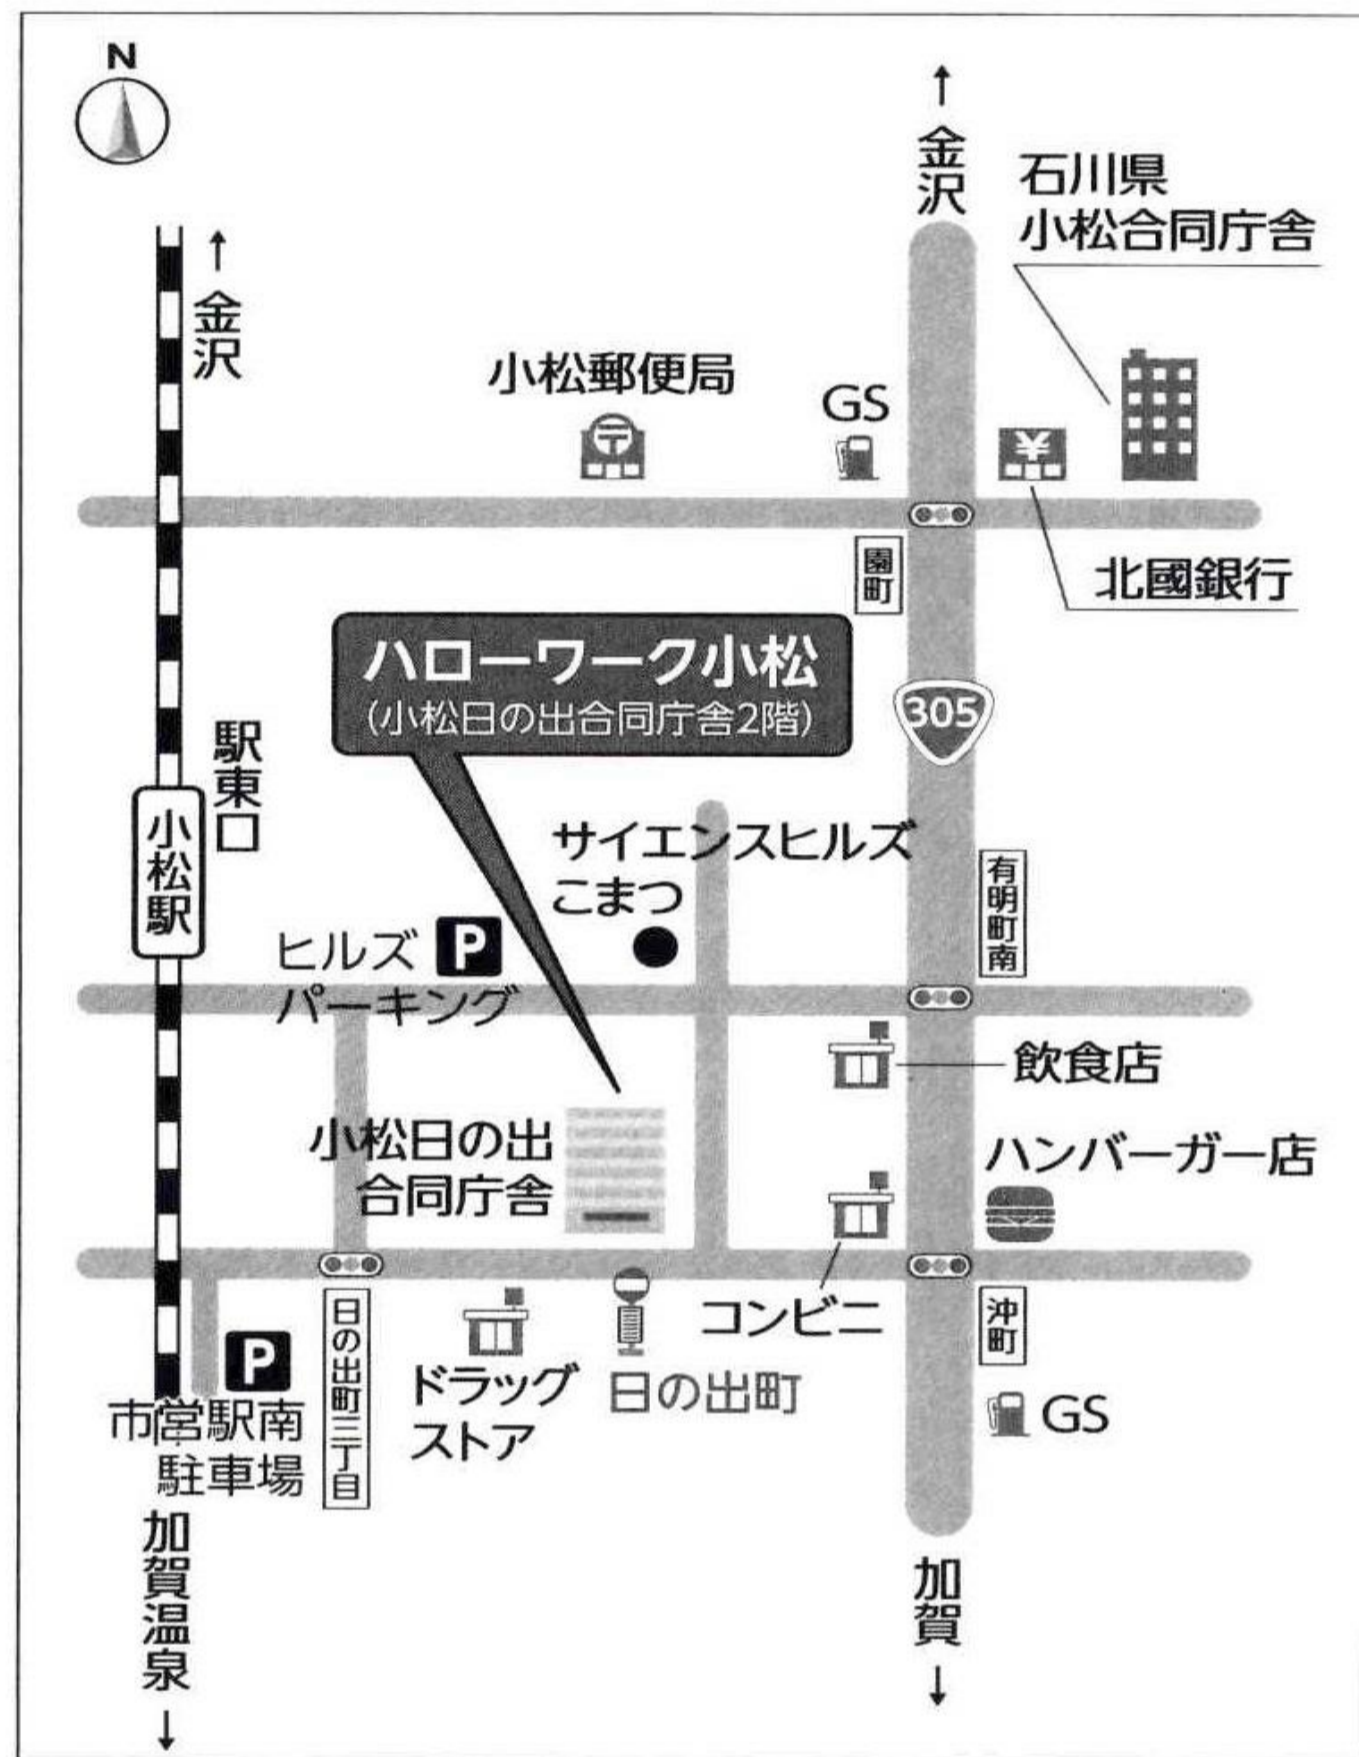 N
↑
金沢
石川県
小松合同庁舎
↑
金沢
小松郵便局
GS
北國銀行
園町
ハローワーク小松
(小松日の出合同庁舎2階)
305
駅東口
小松駅
サイエンスヒルズ
こまつ
有明町南
ヒルズ
パーキング
P
飲食店
小松日の出
合同庁舎
ハンバーガー店
コンビニ
沖町
日の出町三丁目
P
市営駅南
駐車場
ドラッグ
ストア
日の出町
GS
加賀温泉
↓
加賀
↓